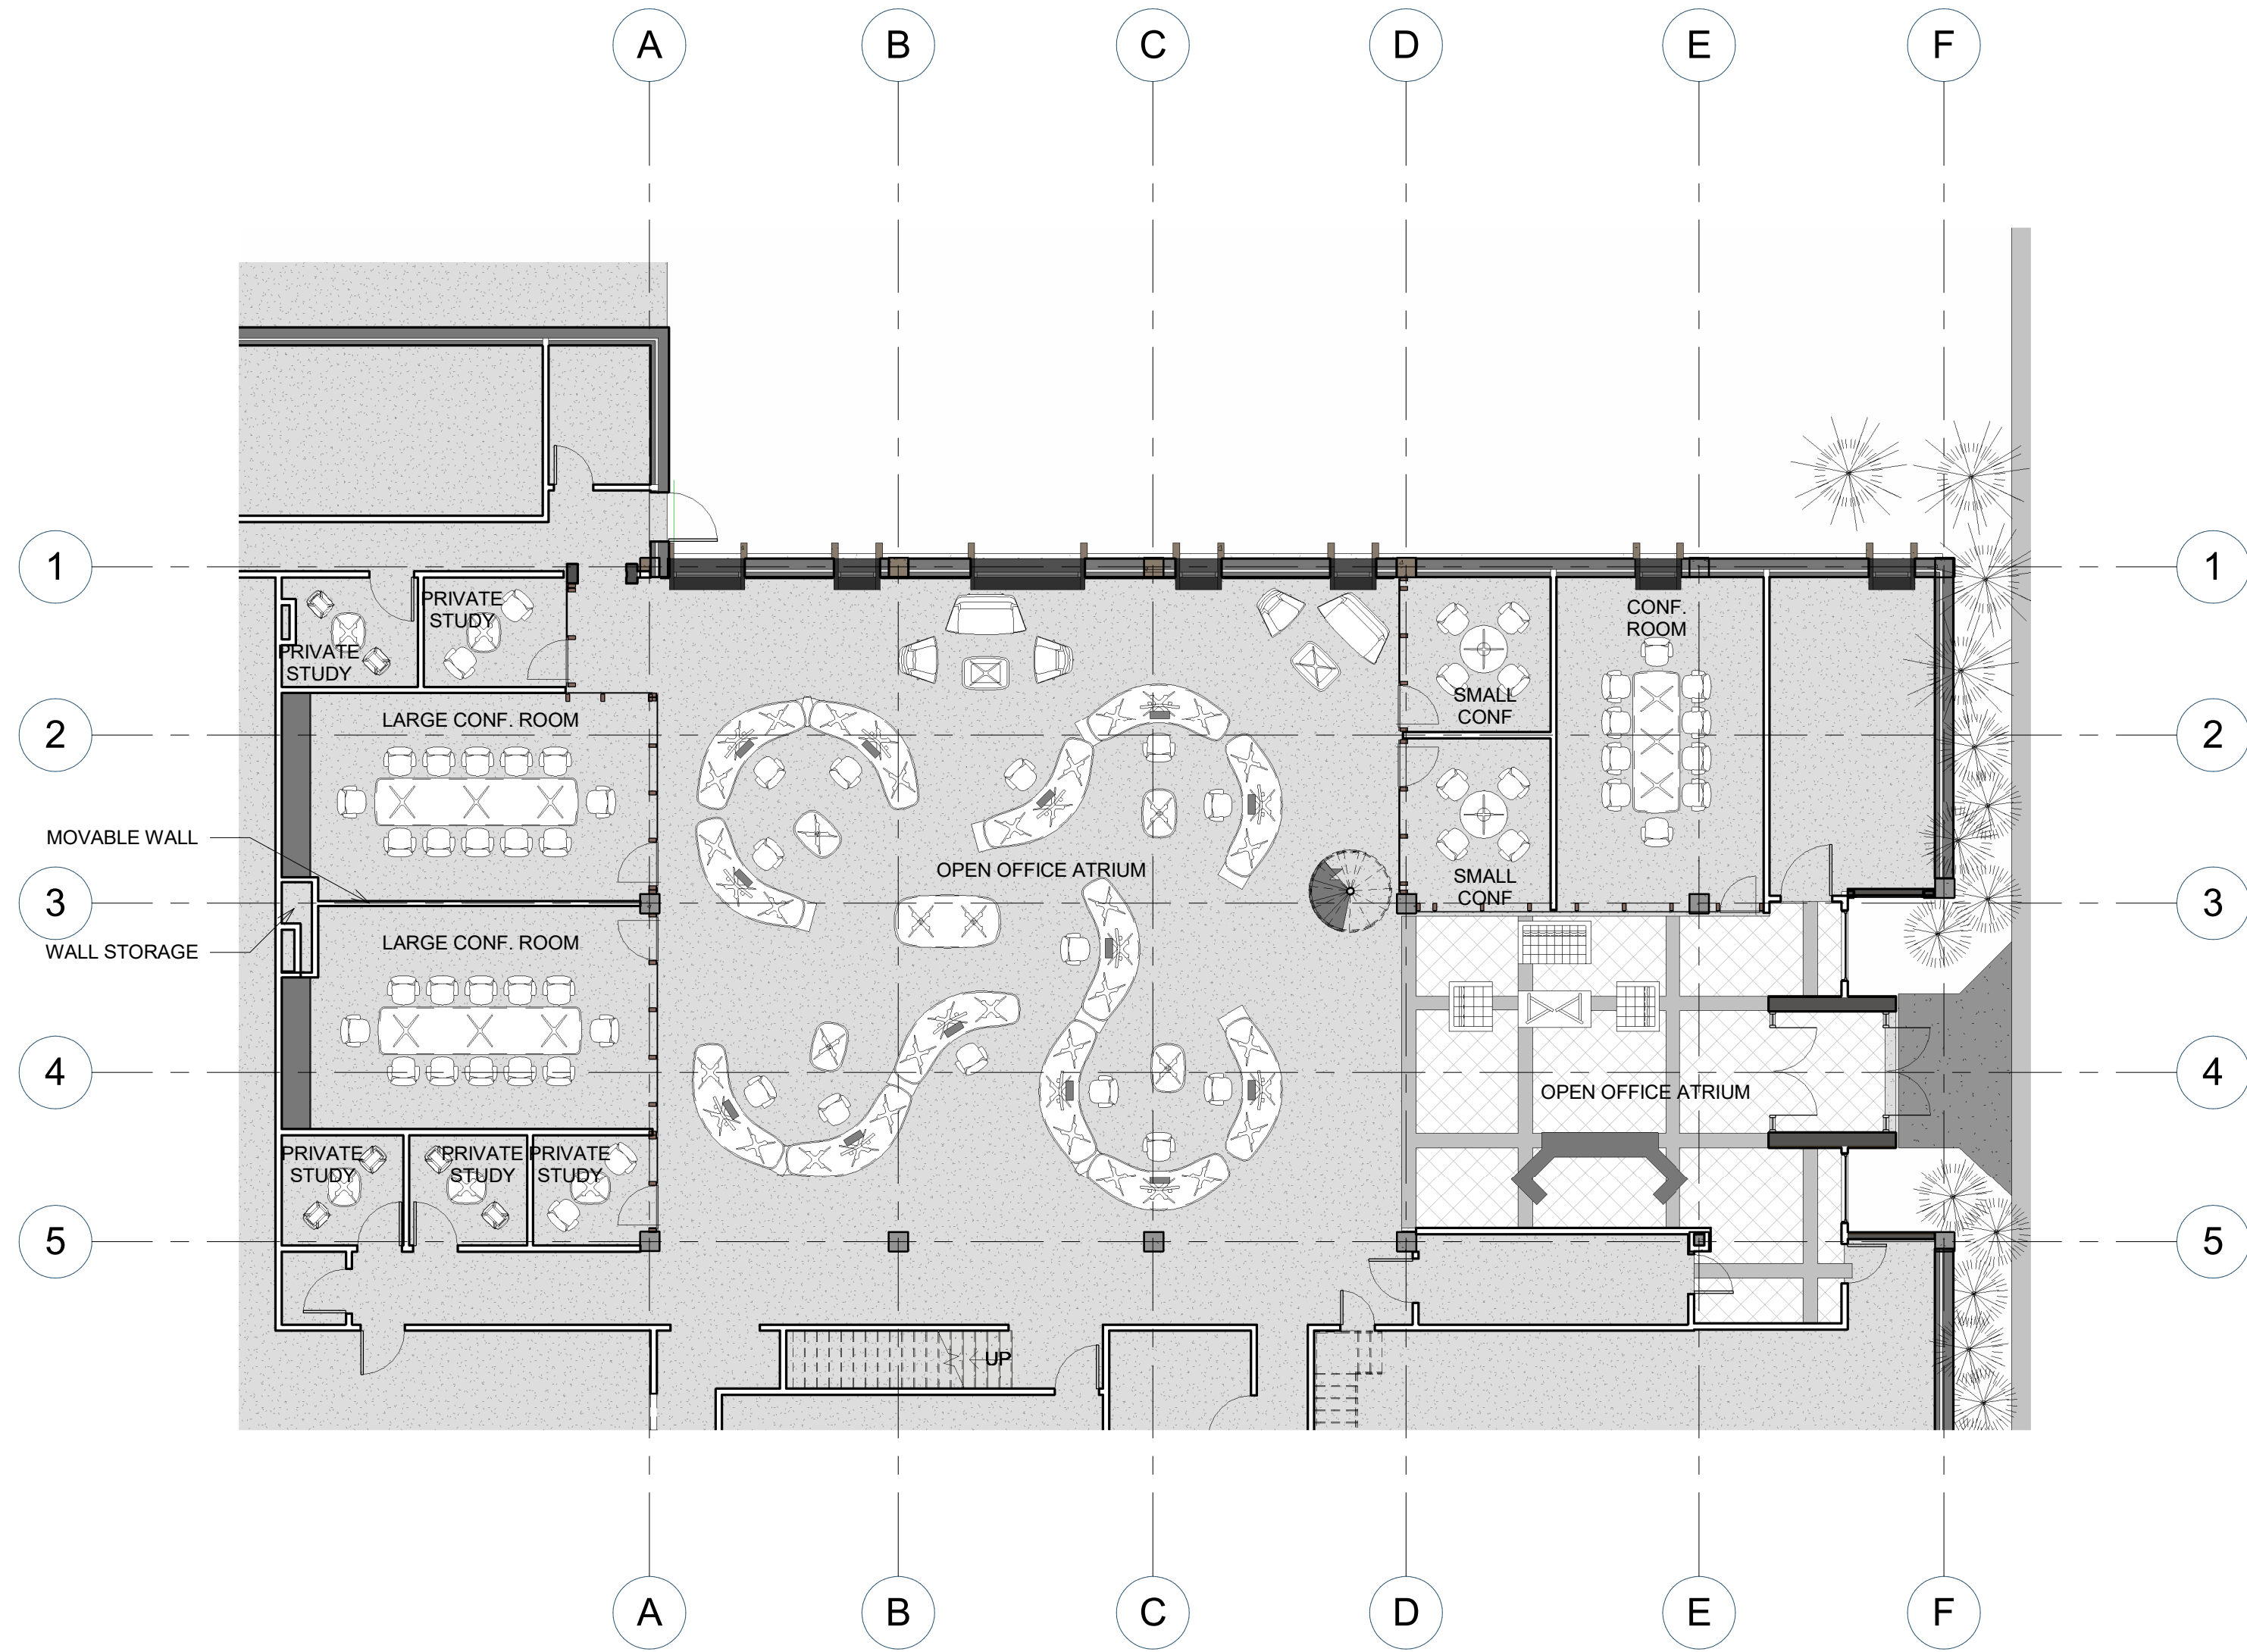 A B C D E F
1 1
PRIVATE
STUDY
PRIVATE
STUDY
CONF.
ROOM
SMALL
CONF
LARGE CONF. ROOM
2 2
MOVABLE WALL
OPEN OFFICE ATRIUM
SMALL
CONF
3 3
WALL STORAGE
LARGE CONF. ROOM
4 4
OPEN OFFICE ATRIUM
PRIVATE
STUDY
PRIVATE
STUDY
PRIVATE
STUDY
5 5
UP
A B C D E F